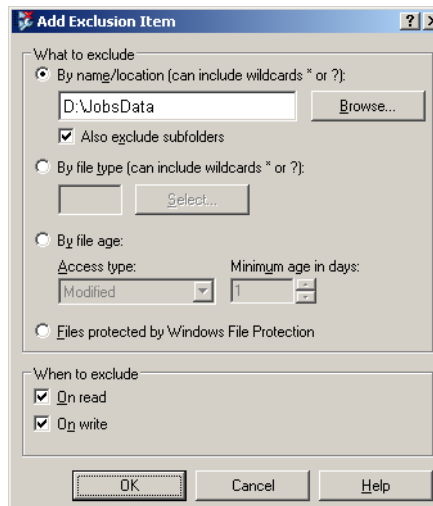 Add Exclusion Item
What to exclude
By name/location (can include wildcards * or ?):
D:\JobsData
Browse...
Also exclude subfolders
By file type (can include wildcards * or ?):
Select...
By file age:
Access type:
Minimum age in days:
Modified
1
Files protected by Windows File Protection
When to exclude
On read
On write
OK
Cancel
Help